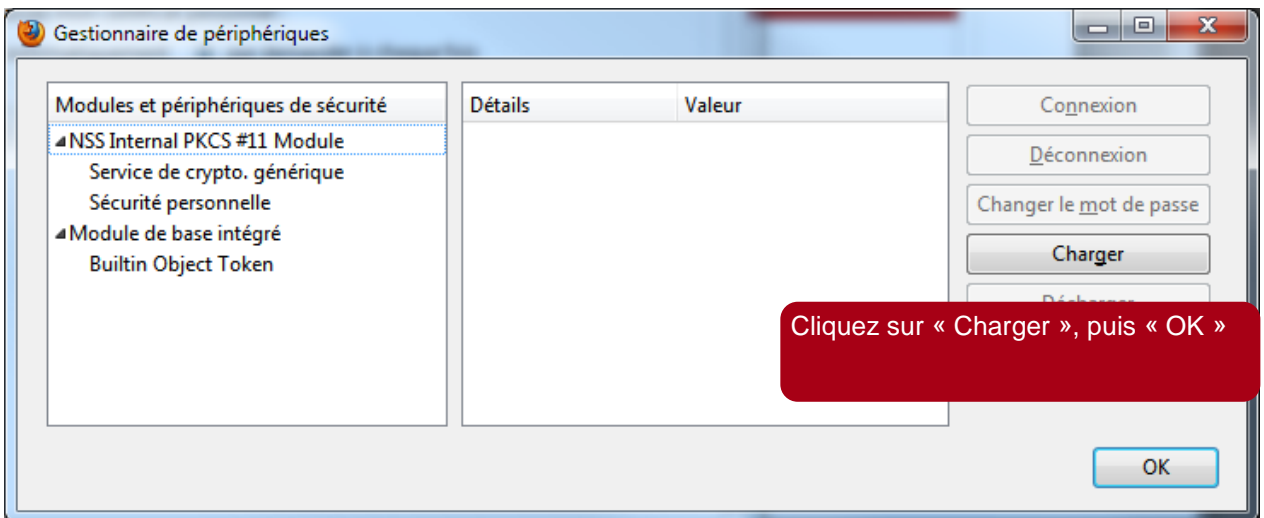 Gestionnaire de périphériques
Modules et périphériques de sécurité
Détails
Valeur
NSS Internal PKCS #11 Module
Service de crypto. générique
Sécurité personnelle
Module de base intégré
Builtin Object Token
Connexion
Déconnexion
Changer le mot de passe
Charger
Cliquez sur « Charger », puis « OK »
OK